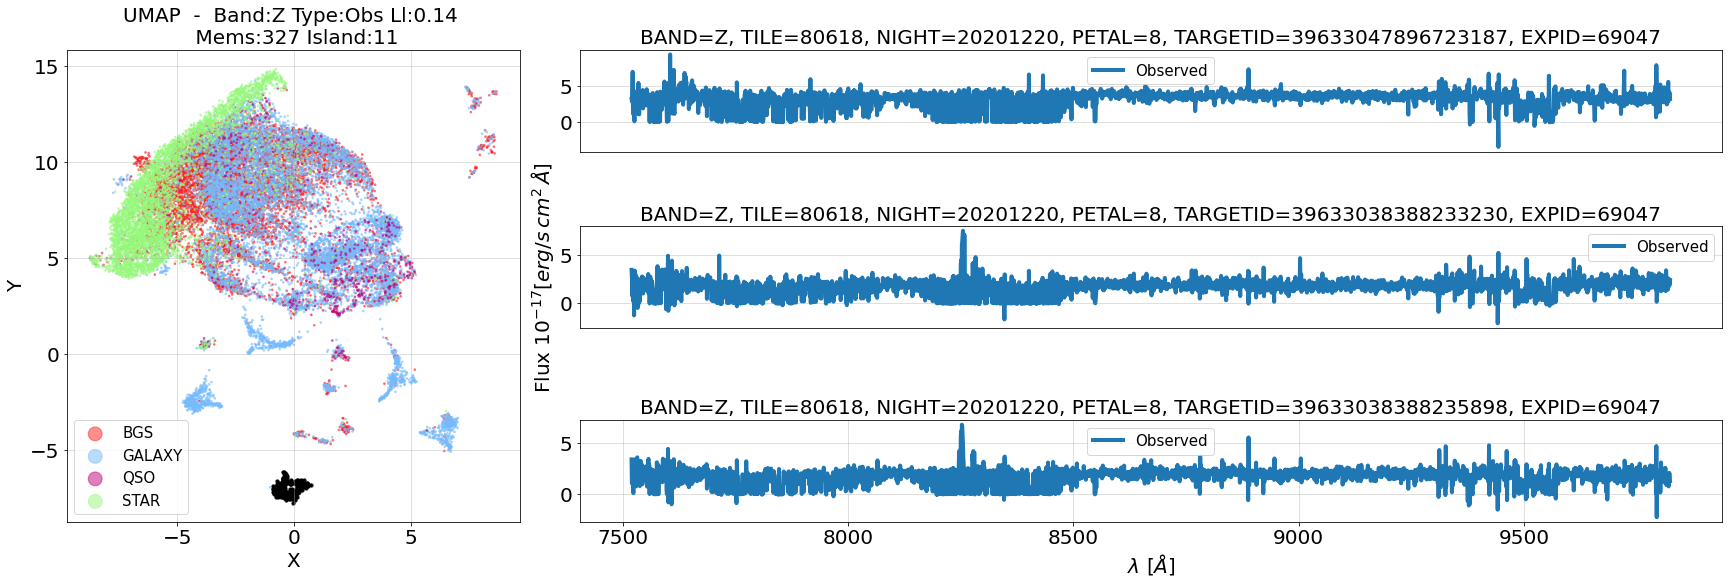 UMAP - Band:Z Type:Obs Ll:0.14
Mems:327 Island:11
15
10
5
0
−5
Y
BGS
GALAXY
QSO
STAR
−5
0
5
X
BAND=Z, TILE=80618, NIGHT=20201220, PETAL=8, TARGETID=39633047896723187, EXPID=69047
5
0
Observed
BAND=Z, TILE=80618, NIGHT=20201220, PETAL=8, TARGETID=39633038388233230, EXPID=69047
5
0
Observed
Flux 10⁻¹⁷[erg/s cm² Å]
BAND=Z, TILE=80618, NIGHT=20201220, PETAL=8, TARGETID=39633038388235898, EXPID=69047
5
0
Observed
7500
8000
8500
9000
9500
λ [Å]